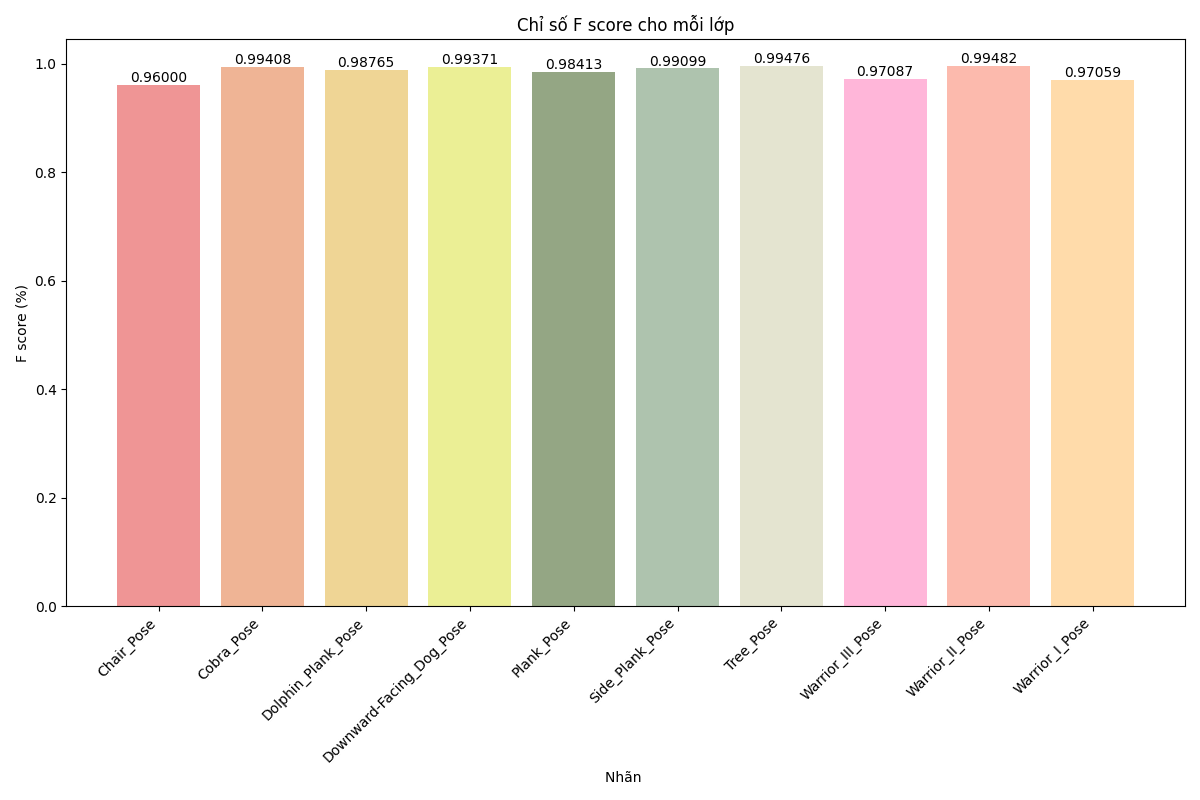 Chỉ số F score cho mỗi lớp
F score (%)
1.0
0.8
0.6
0.4
0.2
0.0
0.96000
0.99408
0.98765
0.99371
0.98413
0.99099
0.99476
0.97087
0.99482
0.97059
Chair_Pose
Cobra_Pose
Dolphin_Plank_Pose
Downward-Facing_Dog_Pose
Plank_Pose
Side_Plank_Pose
Tree_Pose
Warrior_III_Pose
Warrior_II_Pose
Warrior_I_Pose
Nhãn